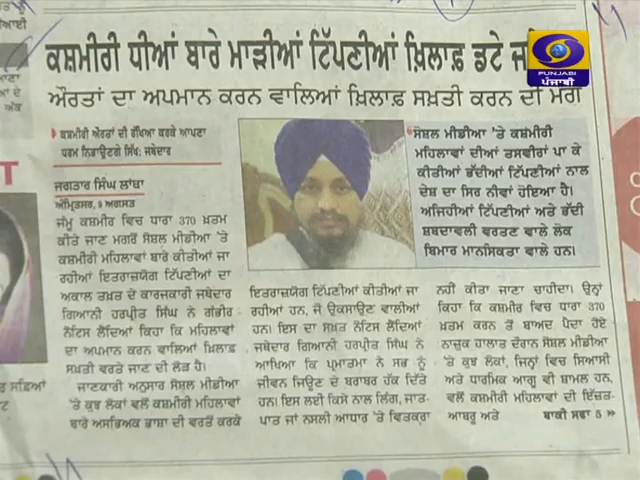 ਕਸ਼ਮੀਰੀ ਧੀਆਂ ਬਾਰੇ ਮਾੜੀਆਂ ਟਿੱਪਣੀਆਂ ਖ਼ਿਲਾਫ਼ ਡਟੇ
PUNJABI
ਪੰਜਾਬੀ
ਔਰਤਾਂ ਦਾ ਅਪਮਾਨ ਕਰਨ ਵਾਲਿਆਂ ਖ਼ਿਲਾਫ਼ ਸਖ਼ਤੀ ਕਰਨ ਦੀ ਮੰਗ
ਕਸ਼ਮੀਰੀ ਔਰਤਾਂ ਦੀ ਰੱਖਿਆ ਕਰਕੇ ਆਪਣਾ
ਧਰਮ ਨਿਭਾਉਣਗੇ ਸਿੱਖ: ਜਥੇਦਾਰ
ਜਗਤਾਰ ਸਿੰਘ ਲਾਂਬਾ
ਅੰਮ੍ਰਿਤਸਰ, 9 ਅਗਸਤ
ਜੰਮੂ ਕਸ਼ਮੀਰ ਵਿਚ ਧਾਰਾ 370 ਖ਼ਤਮ
ਕੀਤੇ ਜਾਣ ਮਗਰੋਂ ਸੋਸ਼ਲ ਮੀਡੀਆ 'ਤੇ
ਕਸ਼ਮੀਰੀ ਮਹਿਲਾਵਾਂ ਬਾਰੇ ਕੀਤੀਆਂ ਜਾ
ਰਹੀਆਂ ਇਤਰਾਜ਼ਯੋਗ ਟਿੱਪਣੀਆਂ ਦਾ
ਅਕਾਲ ਤਖ਼ਤ ਦੇ ਕਾਰਜਕਾਰੀ ਜਥੇਦਾਰ
ਗਿਆਨੀ ਹਰਪ੍ਰੀਤ ਸਿੰਘ ਨੇ ਗੰਭੀਰ
ਨੋਟਿਸ ਲੈਂਦਿਆਂ ਕਿਹਾ ਕਿ ਮਹਿਲਾਵਾਂ
ਦਾ ਅਪਮਾਨ ਕਰਨ ਵਾਲਿਆਂ ਖ਼ਿਲਾਫ਼
ਸਖ਼ਤੀ ਵਰਤੇ ਜਾਣ ਦੀ ਲੋੜ ਹੈ।
ਜਾਣਕਾਰੀ ਅਨੁਸਾਰ ਸੋਸ਼ਲ ਮੀਡੀਆ
'ਤੇ ਕੁਝ ਲੋਕਾਂ ਵਲੋਂ ਕਸ਼ਮੀਰੀ ਮਹਿਲਾਵਾਂ
ਬਾਰੇ ਅਸਭਿਅਕ ਭਾਸ਼ਾ ਦੀ ਵਰਤੋਂ ਕਰਕੇ
ਇਤਰਾਜ਼ਯੋਗ ਟਿੱਪਣੀਆਂ ਕੀਤੀਆਂ ਜਾ
ਰਹੀਆਂ ਹਨ, ਜੋ ਉਕਸਾਊਣ ਵਾਲੀਆਂ
ਹਨ। ਇਸ ਦਾ ਸਖ਼ਤ ਨੋਟਿਸ ਲੈਂਦਿਆਂ
ਜਥੇਦਾਰ ਗਿਆਨੀ ਹਰਪ੍ਰੀਤ ਸਿੰਘ ਨੇ
ਆਖਿਆ ਕਿ ਪ੍ਰਮਾਤਮਾ ਨੇ ਸਭ ਨੂੰ
ਜੀਵਨ ਜਿਊਣ ਦੇ ਬਰਾਬਰ ਹੱਕ ਦਿੱਤੇ
ਹਨ। ਇਸ ਲਈ ਕਿਸੇ ਨਾਲ ਲਿੰਗ, ਜਾਤ-
ਪਾਤ ਜਾਂ ਨਸਲੀ ਆਧਾਰ 'ਤੇ ਵਿਤਕਰਾ
ਸੋਸ਼ਲ ਮੀਡੀਆ 'ਤੇ ਕਸ਼ਮੀਰੀ
ਮਹਿਲਾਵਾਂ ਦੀਆਂ ਤਸਵੀਰਾਂ ਪਾ ਕੇ
ਕੀਤੀਆਂ ਭੱਦੀਆਂ ਟਿੱਪਣੀਆਂ ਨਾਲ
ਦੇਸ਼ ਦਾ ਸਿਰ ਨੀਵਾਂ ਹੋਇਆ ਹੈ।
ਅਜਿਹੀਆਂ ਟਿੱਪਣੀਆਂ ਅਤੇ ਭੱਦੀ
ਸ਼ਬਦਾਵਲੀ ਵਰਤਣ ਵਾਲੇ ਲੋਕ
ਬਿਮਾਰ ਮਾਨਸਿਕਤਾ ਵਾਲੇ ਹਨ।
ਨਹੀਂ ਕੀਤਾ ਜਾਣਾ ਚਾਹੀਦਾ। ਉਨ੍ਹਾਂ
ਕਿਹਾ ਕਿ ਕਸ਼ਮੀਰ ਵਿਚ ਧਾਰਾ 370
ਖ਼ਤਮ ਕਰਨ ਤੋਂ ਬਾਅਦ ਪੈਦਾ ਹੋਏ
ਨਾਜ਼ੁਕ ਹਾਲਾਤ ਦੌਰਾਨ ਸੋਸ਼ਲ ਮੀਡੀਆ
'ਤੇ ਕੁਝ ਲੋਕਾਂ, ਜਿਨ੍ਹਾਂ ਵਿਚ ਸਿਆਸੀ
ਅਤੇ ਧਾਰਮਿਕ ਆਗੂ ਵੀ ਸ਼ਾਮਲ ਹਨ,
ਵਲੋਂ ਕਸ਼ਮੀਰੀ ਮਹਿਲਾਵਾਂ ਦੀ ਇੱਜ਼ਤ-
ਆਬਰੂ ਅਤੇ ਬਾਕੀ ਸਫਾ 5 »